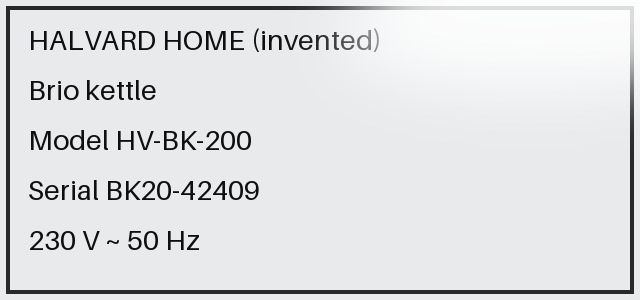 HALVARD HOME (invented)
Brio kettle
Model HV-BK-200
Serial BK20-42409
230 V ~ 50 Hz